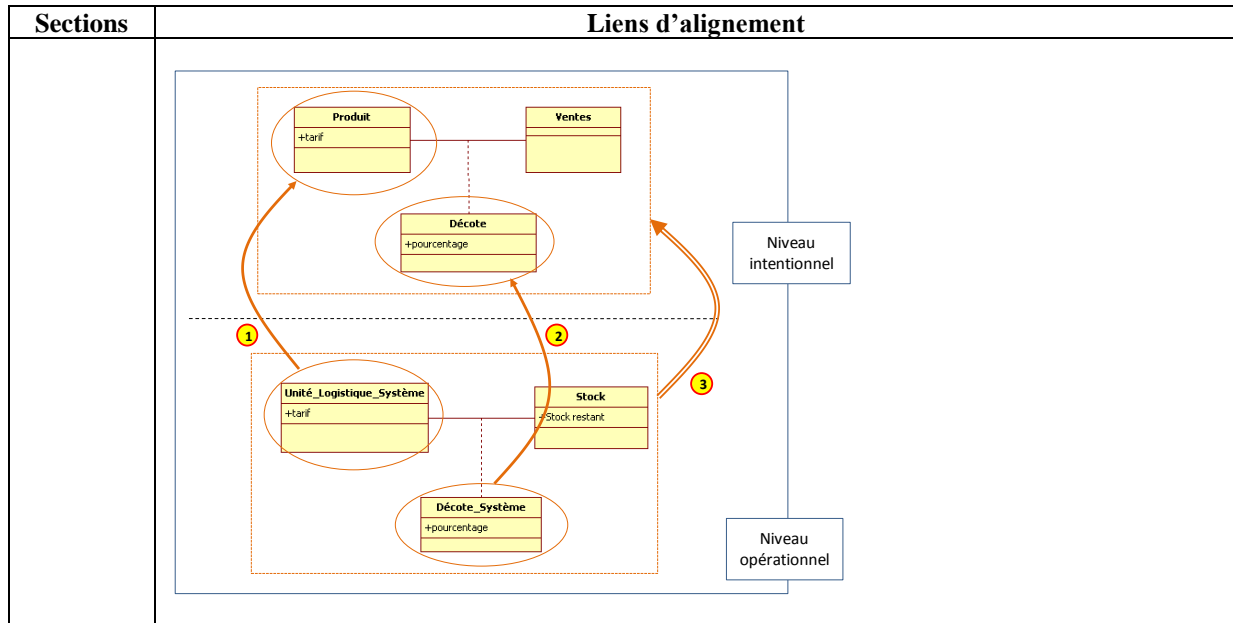 Sections
Liens d'alignement
Produit
+tarif
Ventes
Décote
+pourcentage
Niveau
intentionnel
1
2
3
Unité_Logistique_Système
+tarif
Stock
+Stock restant
Décote_Système
+pourcentage
Niveau
opérationnel